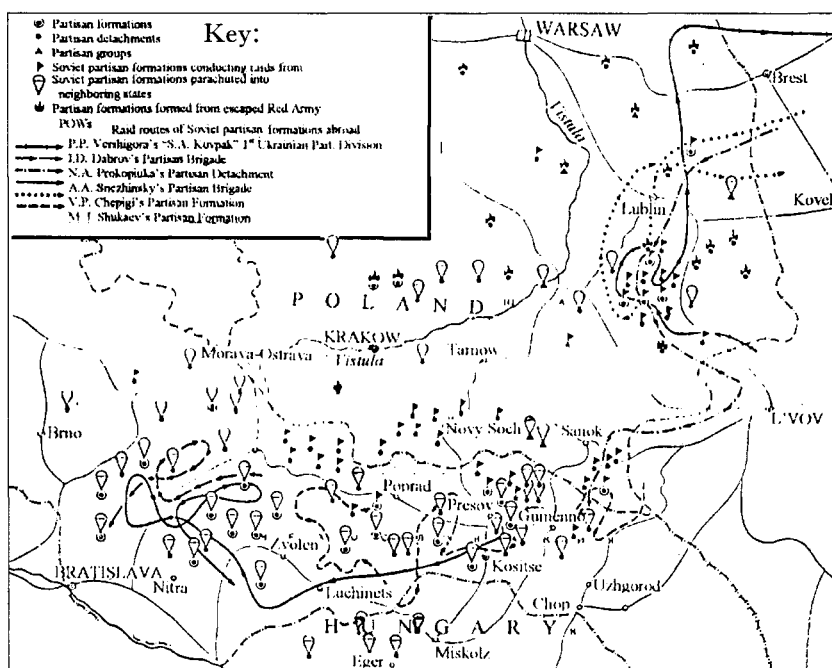 Key:
Partisan formations
Partisan detachments
Partisan groups
Soviet partisan formations conducting raids from
Soviet partisan formations parachuted into
neighboring states
Partisan formations formed from escaped Red Army
POWs
Raid routes of Soviet partisan formations abroad
P.P. Vershigora's "S.A. Kovpak" 1st Ukrainian Part. Division
I.D. Dabrov's Partisan Brigade
N.A. Prokopiuka's Partisan Detachment
A.A. Snezhinsky's Partisan Brigade
V.P. Chepigi's Partisan Formation
M.I. Shukaev's Partisan Formation
WARSAW
Brest
Vistula
Lublin
Kovel
POLAND
KRAKOW
Morava-Ostrava
Vistula
Tarnow
L'VOV
Brno
Novy Soch
Sanok
Poprad
Presov
Gumenno
Zvolen
Kositse
BRATISLAVA
Nitra
Luchinets
Uzhgorod
Chop
HUNGARY
Miskolz
Eger